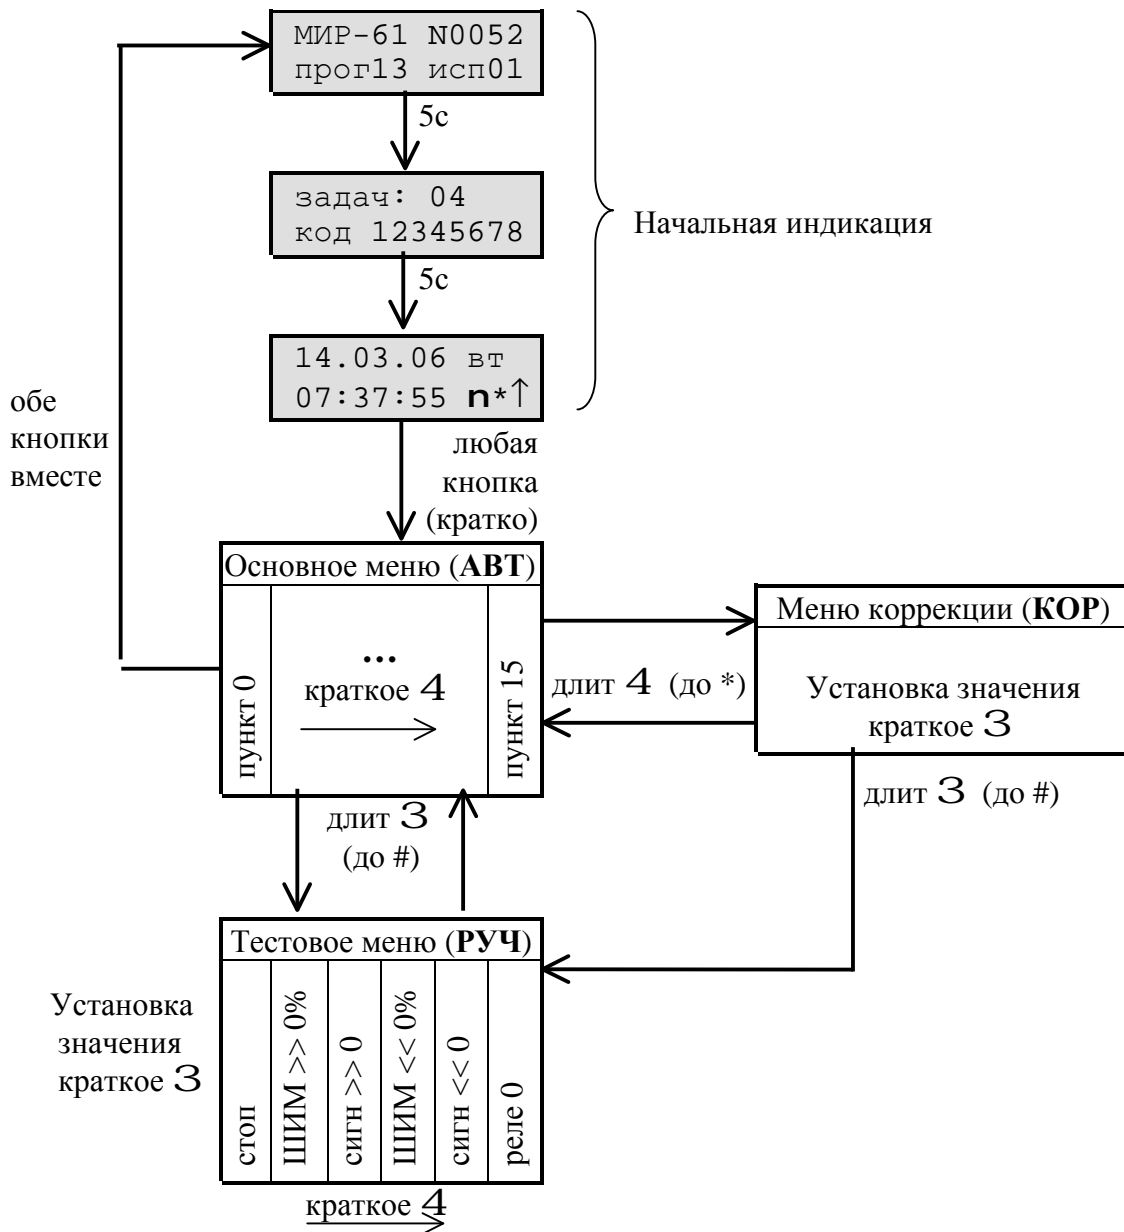 МИР-61 N0052
прог13 исп01
5с
задач: 04
код 12345678
5с
Начальная индикация
14.03.06 вт
07:37:55 n*↑
обе
кнопки
вместе
любая
кнопка
(кратко)
Основное меню (АВТ)
пункт 0
...
краткое 4
пункт 15
Меню коррекции (КОР)
Установка значения
краткое 3
длит 4 (до *)
длит 3 (до #)
длит 3
(до #)
Тестовое меню (РУЧ)
Установка
значения
краткое 3
стоп
ШИМ >> 0%
сигн >> 0
ШИМ << 0%
сигн << 0
реле 0
краткое 4